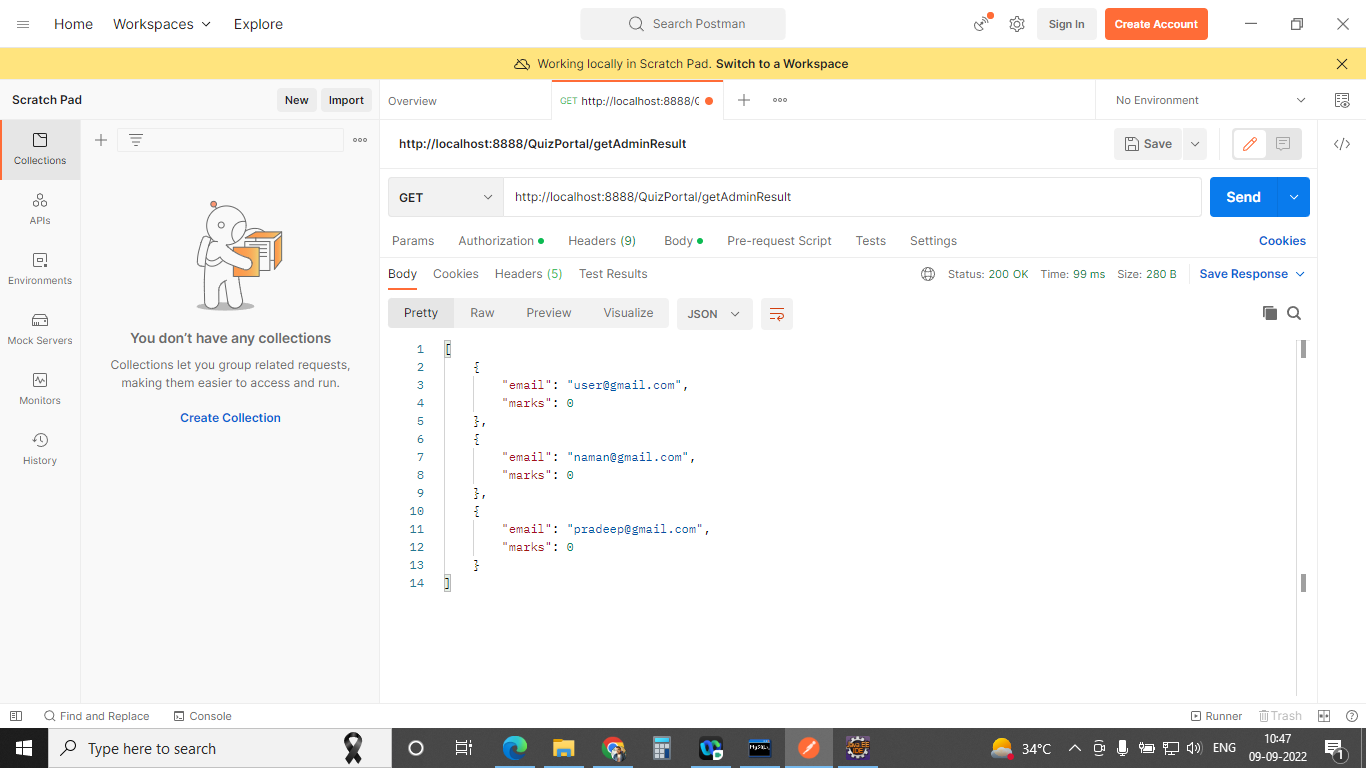 Home Workspaces Explore Search Postman Sign In Create Account
Working locally in Scratch Pad. Switch to a Workspace
Scratch Pad New Import Overview GET http://localhost:8888/C No Environment
http://localhost:8888/QuizPortal/getAdminResult Save
Collections
GET http://localhost:8888/QuizPortal/getAdminResult Send
APIs
Params Authorization Headers (9) Body Pre-request Script Tests Settings Cookies
Body Cookies Headers (5) Test Results Status: 200 OK Time: 99 ms Size: 280 B Save Response
Environments
Pretty Raw Preview Visualize JSON
Mock Servers
You don’t have any collections
Collections let you group related requests,
making them easier to access and run.
Create Collection
Monitors
History
1 [
2 {
3 "email": "user@gmail.com",
4 "marks": 0
5 },
6 {
7 "email": "naman@gmail.com",
8 "marks": 0
9 },
10 {
11 "email": "pradeep@gmail.com",
12 "marks": 0
13 }
14 ]
Find and Replace Console Runner Trash
Type here to search MySQL 34°C ENG 10:47
09-09-2022 1